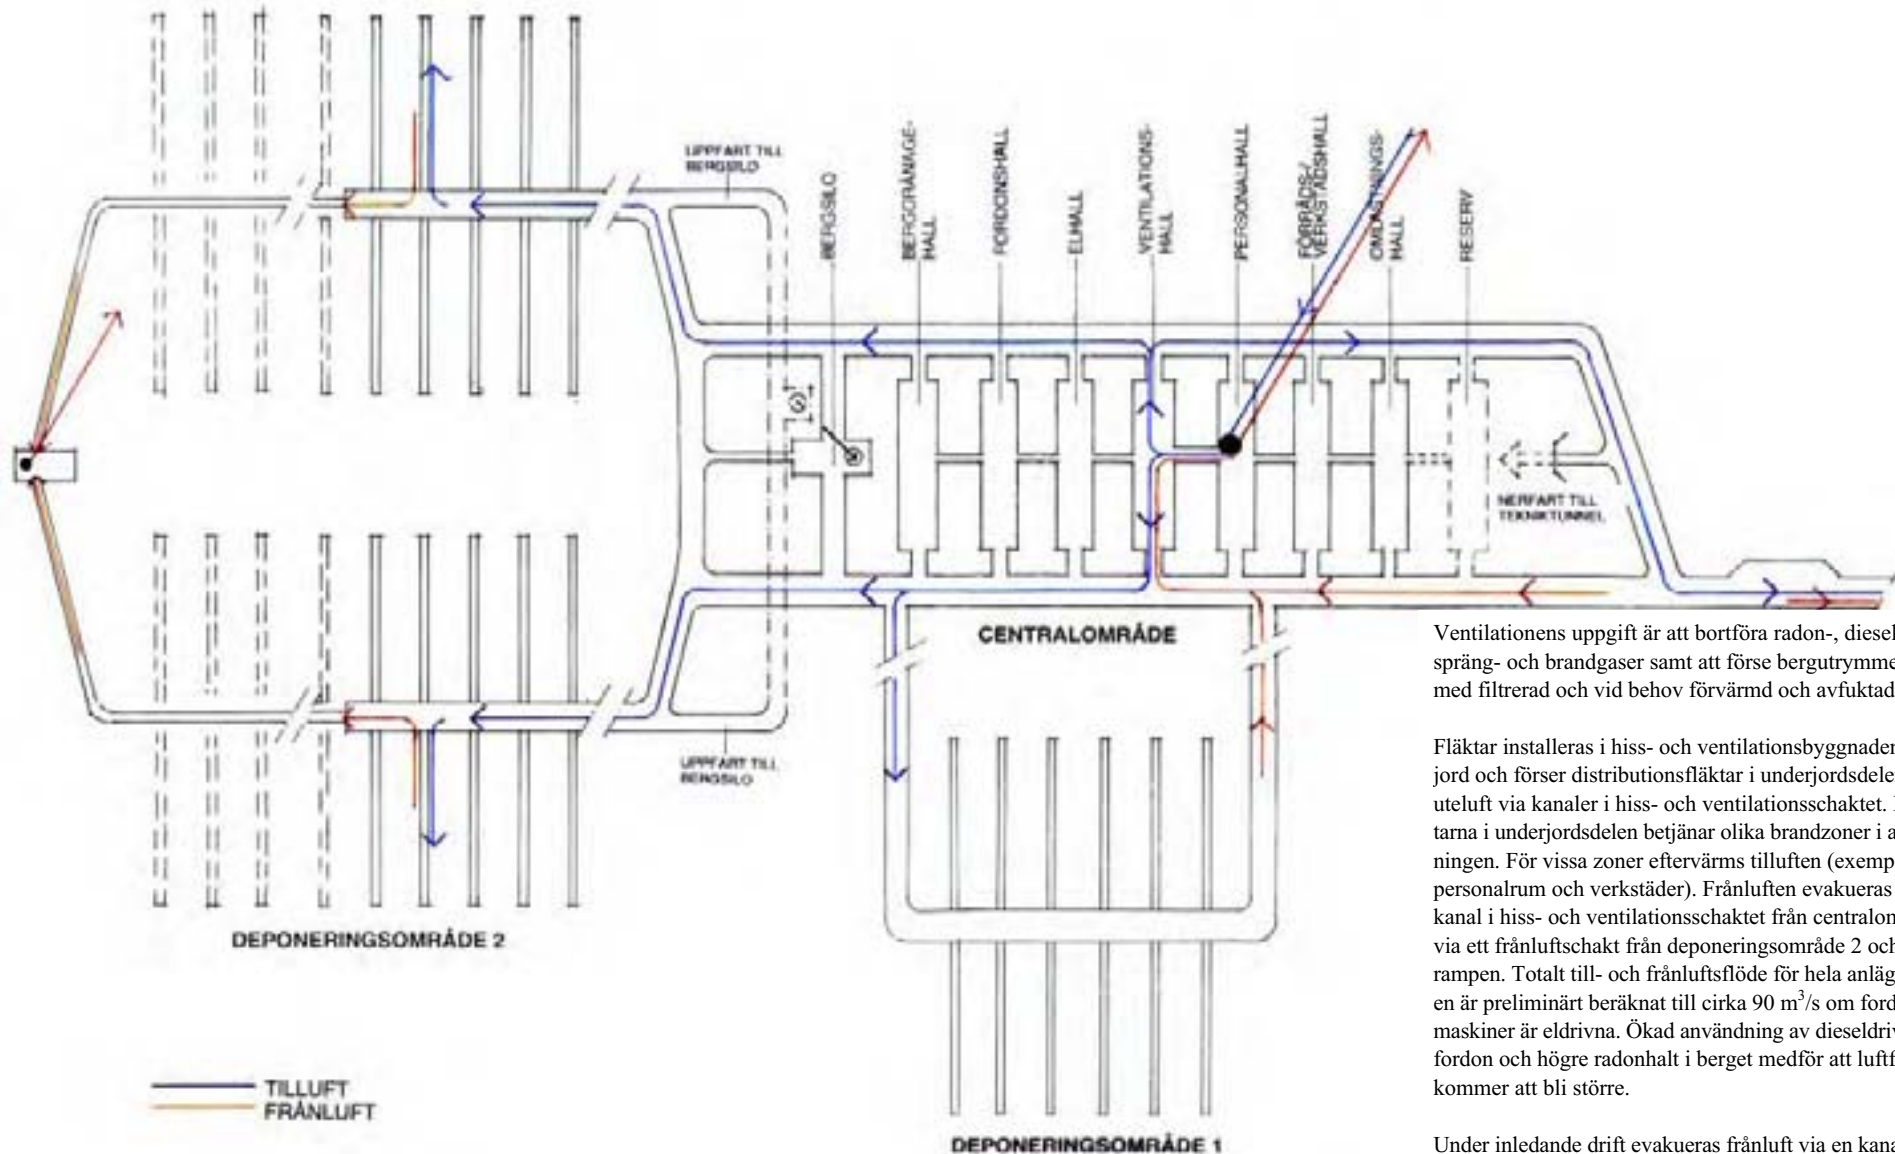 UPPFART TILL
BERGSILO
BERGSILO
HALL
FORDONSHALL
ELHALL
VENTILATIONS-
HALL
PERSONALHALL
FÖRRÅDS/
VERKSTADSHALL
HALL
RESERV
NERFART TILL
TEKNIKTUNNEL
CENTRALOMRÅDE
UPPFART TILL
BERGSILO
DEPONERINGSOMRÅDE 2
TILLUFT
FRÅNLUFT
DEPONERINGSOMRÅDE 1
Ventilationens uppgift är att bortföra radon-, diesel
spräng- och brandgaser samt att förse bergutrymme
med filtrerad och vid behov förvärmd och avfuktad
Fläktar installeras i hiss- och ventilationsbyggnaden
jord och förser distributionsfläktar i underjordsdele
uteluft via kanaler i hiss- och ventilationsschaktet.
tarna i underjordsdelen betjänar olika brandzoner i a
ningen. För vissa zoner eftervärms tilluften (exemp
personalrum och verkstäder). Frånluften evakueras
kanal i hiss- och ventilationsschaktet från centralon
via ett frånluftschakt från deponeringsområde 2 och
rampen. Totalt till- och frånluftsflöde för hela anläg
en är preliminärt beräknat till cirka 90 m³/s om ford
maskiner är eldrivna. Ökad användning av dieseldriv
fordon och högre radonhalt i berget medför att luftf
kommer att bli större.
Under inledande drift evakueras frånluft via en kana